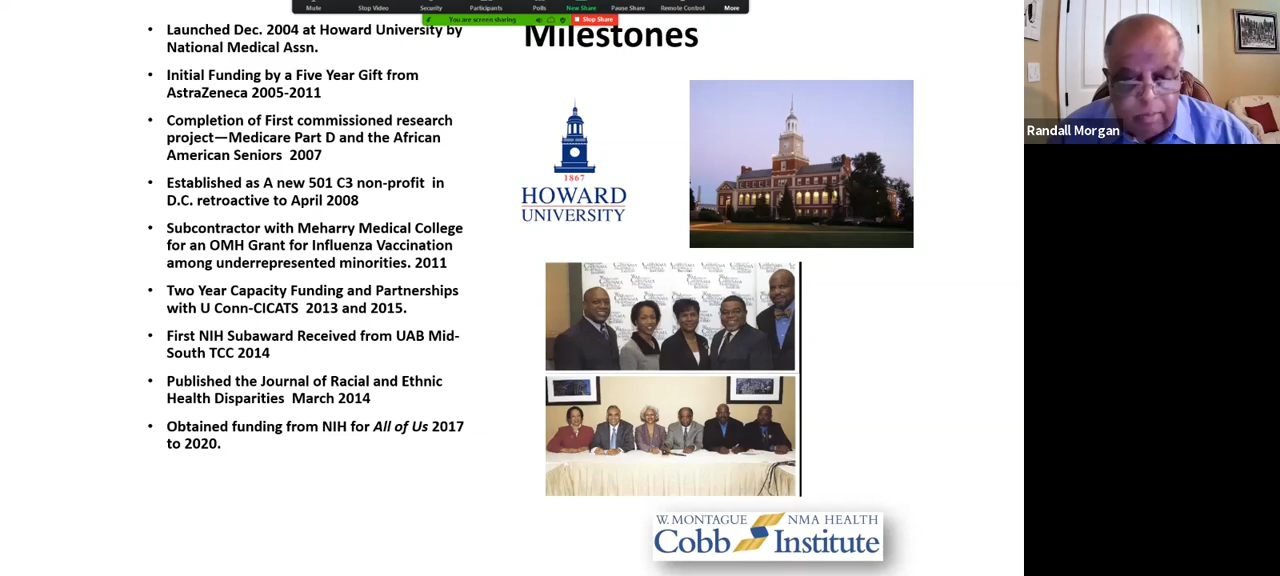 Mute Stop Video Security Participants Polls New Share Pause Share Remote Control More
You are screen sharing Stop Share
Milestones
• Launched Dec. 2004 at Howard University by
National Medical Assn.
• Initial Funding by a Five Year Gift from
AstraZeneca 2005-2011
• Completion of First commissioned research
project—Medicare Part D and the African
American Seniors 2007
• Established as A new 501 C3 non-profit in
D.C. retroactive to April 2008
• Subcontractor with Meharry Medical College
for an OMH Grant for Influenza Vaccination
among underrepresented minorities. 2011
• Two Year Capacity Funding and Partnerships
with U Conn-CICATS 2013 and 2015.
• First NIH Subaward Received from UAB Mid-
South TCC 2014
• Published the Journal of Racial and Ethnic
Health Disparities March 2014
• Obtained funding from NIH for All of Us 2017
to 2020.
1867
HOWARD
UNIVERSITY
W. MONTAGUE NMA HEALTH
Cobb Institute
Randall Morgan